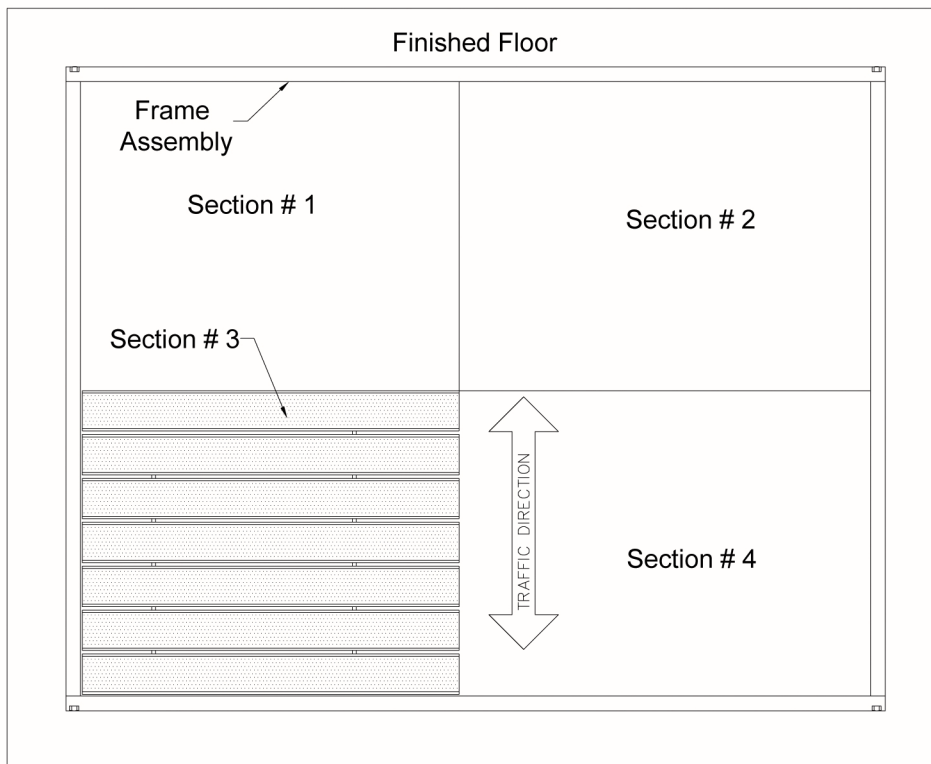 Finished Floor
Frame
Assembly
Section # 1
Section # 2
Section # 3
TRAFFIC DIRECTION
Section # 4